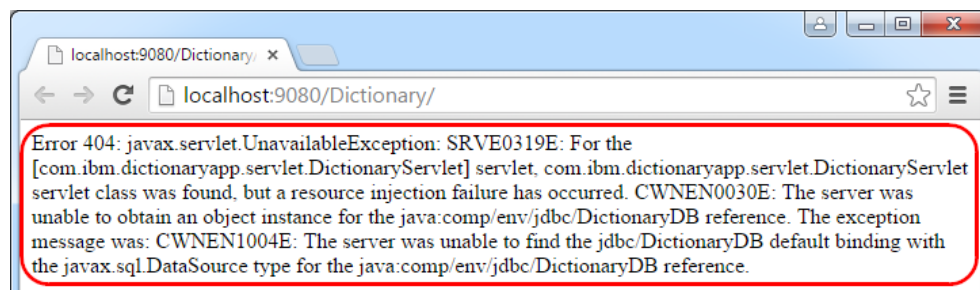 localhost:9080/Dictionary/
localhost:9080/Dictionary/
Error 404: javax.servlet.UnavailableException: SRVE0319E: For the
[com.ibm.dictionaryapp.servlet.DictionaryServlet] servlet, com.ibm.dictionaryapp.servlet.DictionaryServlet
servlet class was found, but a resource injection failure has occurred. CWNEN0030E: The server was
unable to obtain an object instance for the java:comp/env/jdbc/DictionaryDB reference. The exception
message was: CWNEN1004E: The server was unable to find the jdbc/DictionaryDB default binding with
the javax.sql.DataSource type for the java:comp/env/jdbc/DictionaryDB reference.